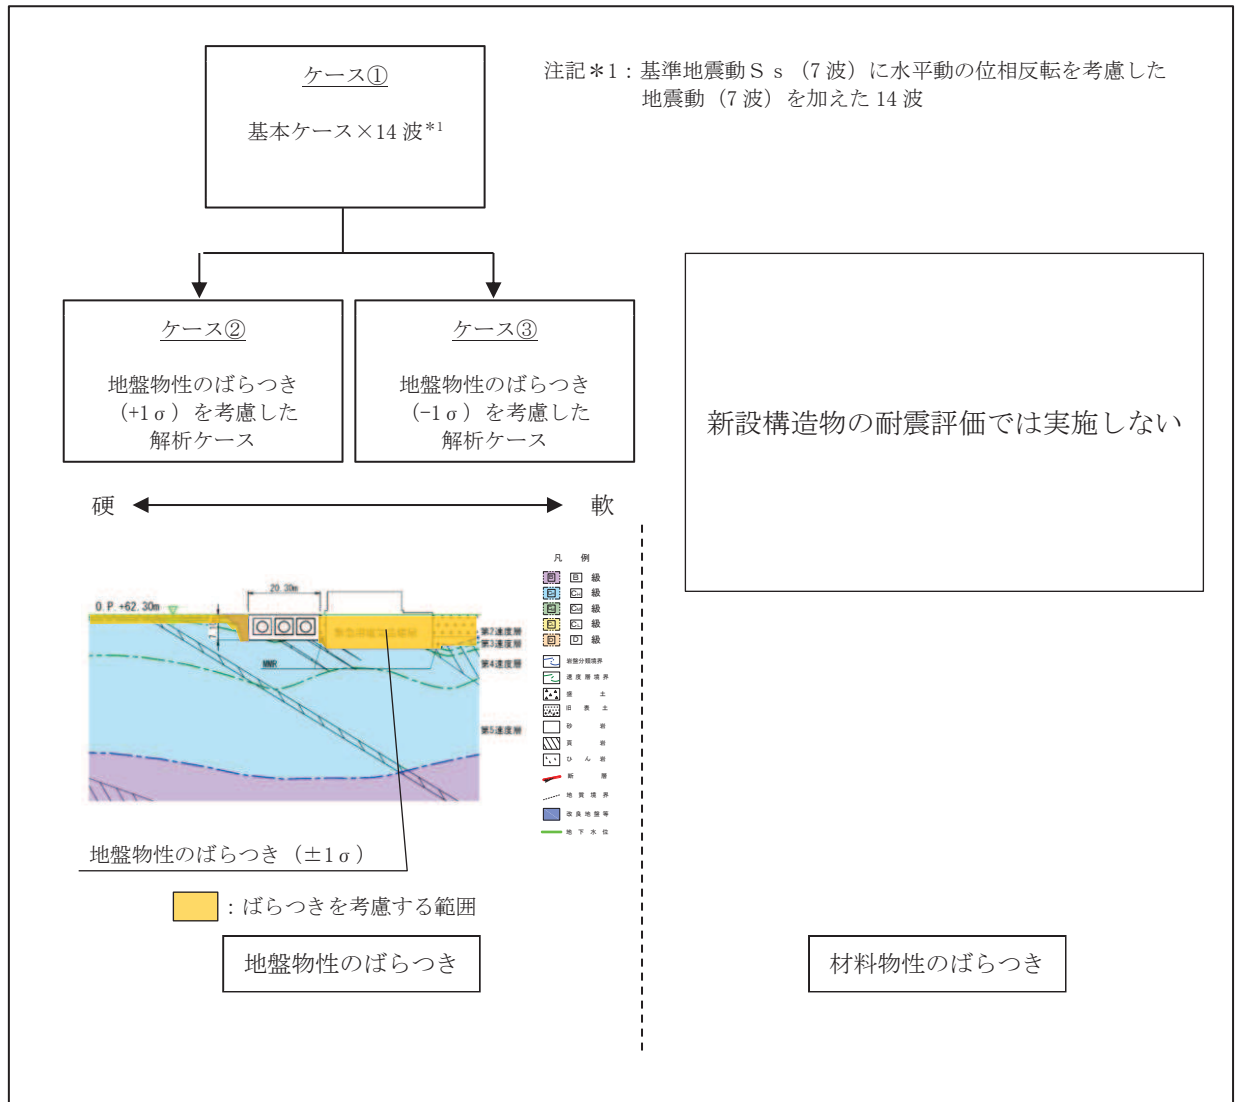 ケース①
基本ケース×14 波*1
注記*1：基準地震動Ｓｓ（7 波）に水平動の位相反転を考慮した
地震動（7 波）を加えた 14 波
ケース②
地盤物性のばらつき
（+1σ）を考慮した
解析ケース
ケース③
地盤物性のばらつき
（-1σ）を考慮した
解析ケース
新設構造物の耐震評価では実施しない
硬
軟
20.30m
O.P.+62.30m
MMR
第2速度層
第3速度層
第4速度層
第5速度層
凡 例
B 級
級
級
級
D 級
岩盤分類境界
速度層境界
盛 土
旧 表 土
砂 岩
頁 岩
ひ ん 岩
断 層
地 質 境 界
改 良 地 盤 等
地 下 水 位
地盤物性のばらつき（±1σ）
：ばらつきを考慮する範囲
地盤物性のばらつき
材料物性のばらつき